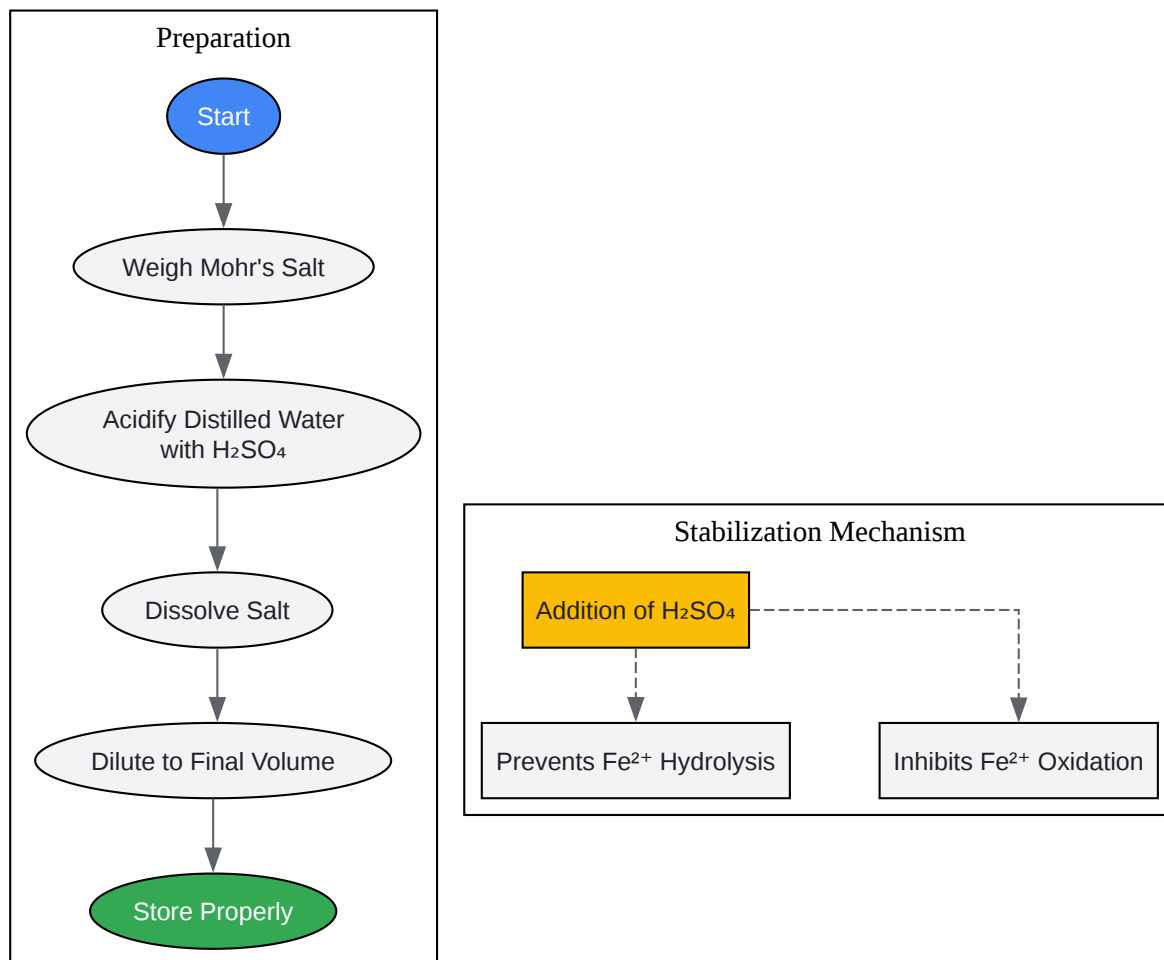 Preparation
Start
Weigh Mohr's Salt
Acidify Distilled Water
with H₂SO₄
Dissolve Salt
Dilute to Final Volume
Store Properly
Stabilization Mechanism
Addition of H₂SO₄
Prevents Fe²⁺ Hydrolysis
Inhibits Fe²⁺ Oxidation